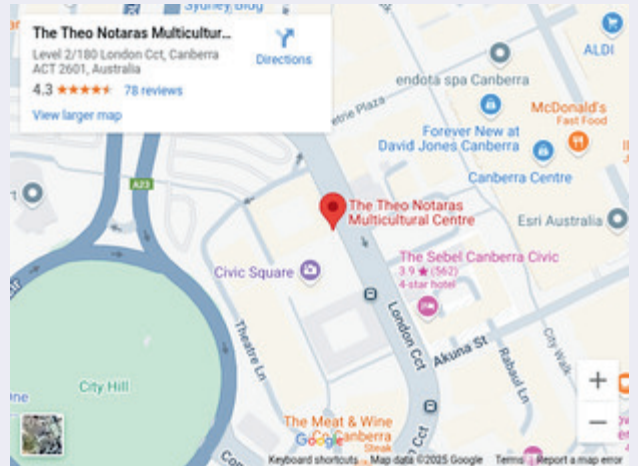 Sydney Blog
The Theo Notaras Multicultur...
Level 2/180 London Cct, Canberra
ACT 2601, Australia
4.3
78 reviews
View larger map
Directions
ALDI
endota spa Canberra
etrie Plaza
McDonald's
Fast Food
Forever New at
David Jones Canberra
Canberra Centre
A23
The Theo Notaras
Multicultural Centre
Esri Australia
Civic Square
The Sebel Canberra Civic
3.9 ★ (562)
4-star hotel
London Cct
Akuna St
City Walk
Rabaul Ln
Theatre Ln
City Hill
The Meat & Wine
Co Canberra
Steak
Google
Cct
+
−
Keyboard shortcuts
Map data ©2025 Google
Terms
Report a map error